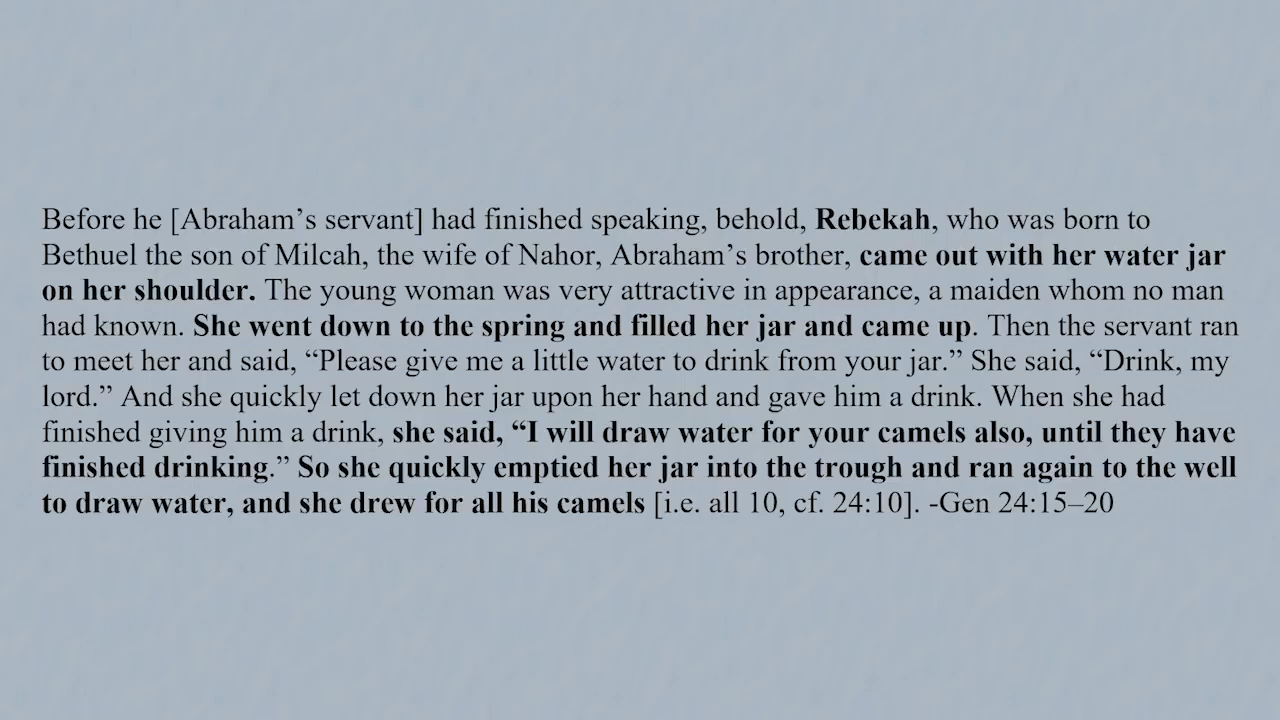 Before he [Abraham’s servant] had finished speaking, behold, Rebekah, who was born to
Bethuel the son of Milcah, the wife of Nahor, Abraham’s brother, came out with her water jar
on her shoulder. The young woman was very attractive in appearance, a maiden whom no man
had known. She went down to the spring and filled her jar and came up. Then the servant ran
to meet her and said, “Please give me a little water to drink from your jar.” She said, “Drink, my
lord.” And she quickly let down her jar upon her hand and gave him a drink. When she had
finished giving him a drink, she said, “I will draw water for your camels also, until they have
finished drinking.” So she quickly emptied her jar into the trough and ran again to the well
to draw water, and she drew for all his camels [i.e. all 10, cf. 24:10]. -Gen 24:15–20